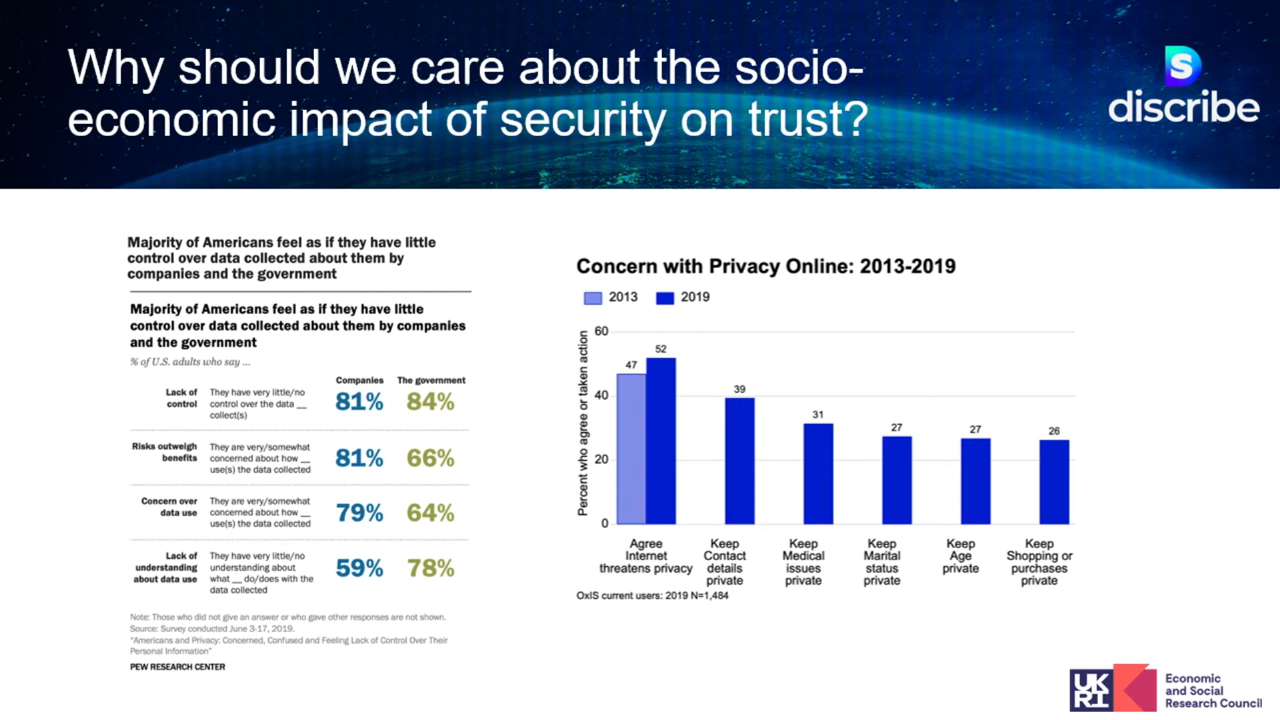 Why should we care about the socio-
economic impact of security on trust?
discribe
Majority of Americans feel as if they have little
control over data collected about them by
companies and the government
Majority of Americans feel as if they have little
control over data collected about them by companies
and the government
% of U.S. adults who say ...
Companies The government
Lack of
control
They have very little/no
control over the data __
collect(s)
81% 84%
Risks outweigh
benefits
They are very/somewhat
concerned about how __
use(s) the data collected
81% 66%
Concern over
data use
They are very/somewhat
concerned about how __
use(s) the data collected
79% 64%
Lack of
understanding
about data use
They have very little/no
understanding about
what __ do/does with the
data collected
59% 78%
Note: Those who did not give an answer or who gave other responses are not shown.
Source: Survey conducted June 3-17, 2019.
"Americans and Privacy: Concerned, Confused and Feeling Lack of Control Over Their
Personal Information"
PEW RESEARCH CENTER
Concern with Privacy Online: 2013-2019
2013 2019
Percent who agree or taken action
60
40
20
0
47
52
39
31
27
27
26
Agree
Internet
threatens privacy
Keep
Contact
details
private
Keep
Medical
issues
private
Keep
Marital
status
private
Keep
Age
private
Keep
Shopping or
purchases
private
OxIS current users: 2019 N=1,484
UK
RI
Economic
and Social
Research Council